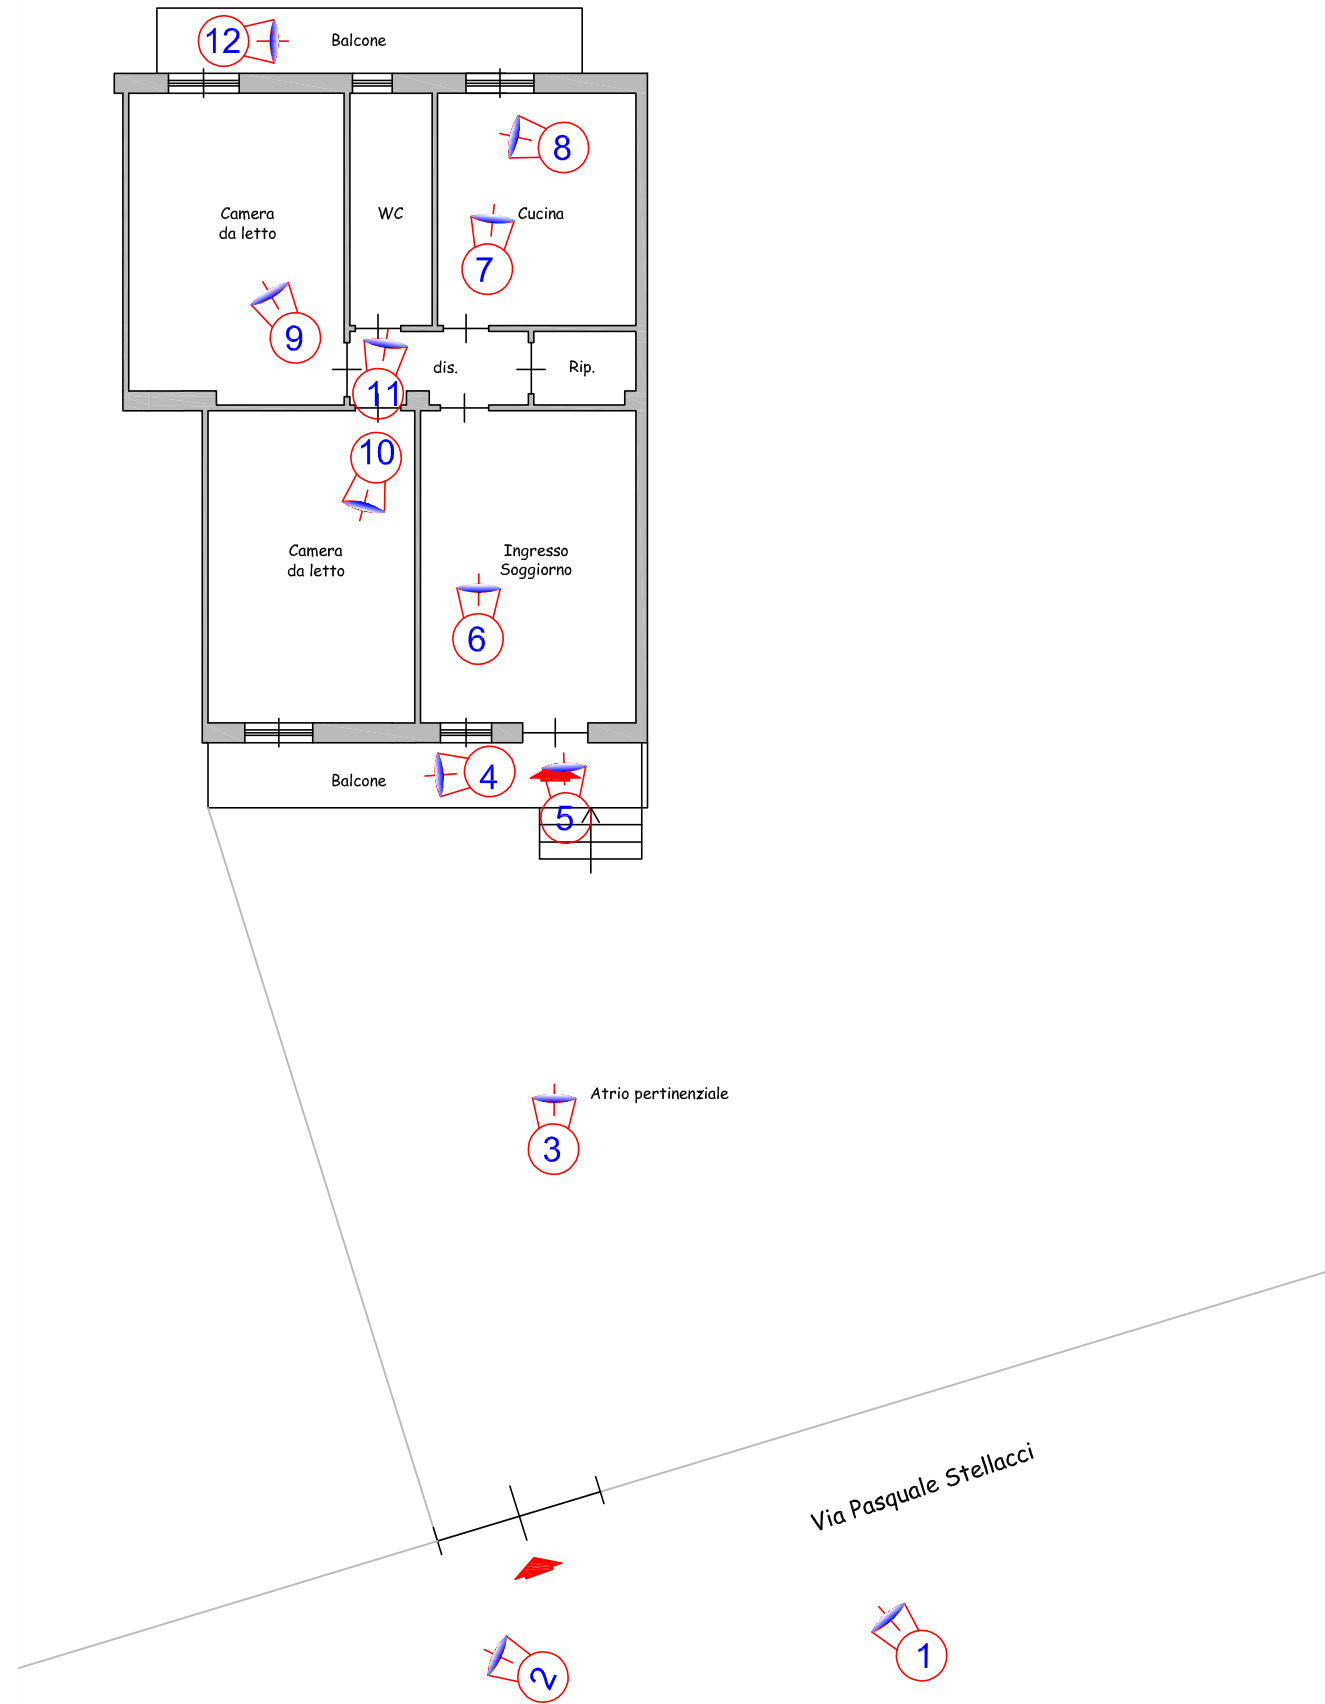 12
Balcone
8
Camera
da letto
WC
Cucina
7
9
dis.
Rip.
11
10
Camera
da letto
Ingresso
Soggiorno
6
Balcone
4
5
Atrio pertinenziale
3
Via Pasquale Stellacci
1
2